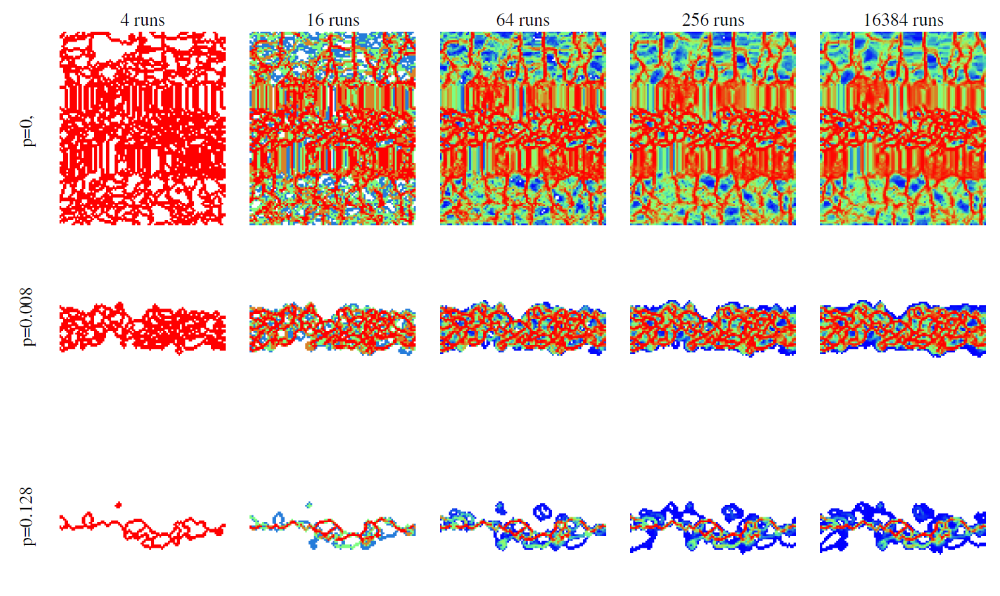 4 runs
16 runs
64 runs
256 runs
16384 runs
p=0,
p=0.008
p=0.128